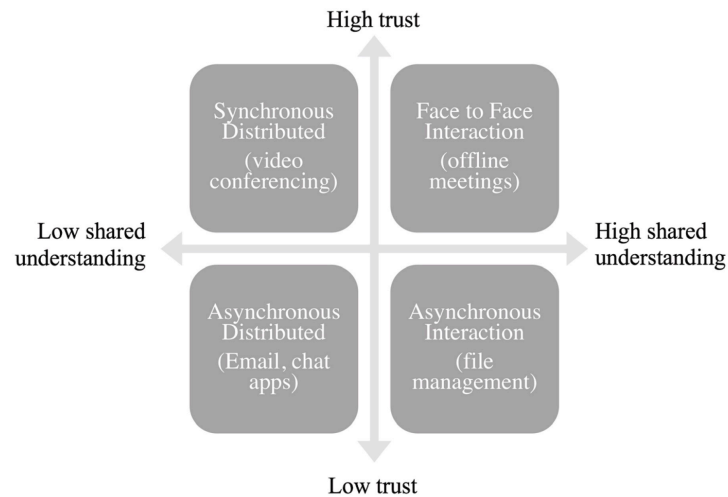 High trust
Synchronous
Distributed
(video
conferencing)
Face to Face
Interaction
(offline
meetings)
Low shared
understanding
High shared
understanding
Asynchronous
Distributed
(Email, chat
apps)
Asynchronous
Interaction
(file
management)
Low trust